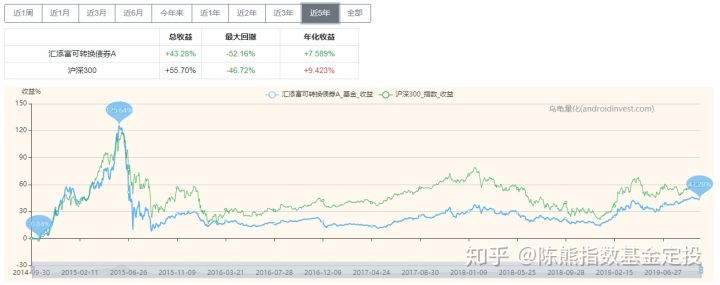 近1周 近1月 近3月 近6月 今年来 近1年 近2年 近3年 近5年 全部
总收益 最大回撤 年化收益
汇添富可转换债券A +43.28% -52.16% +7.589%
沪深300 +55.70% -46.72% +9.423%
收益%
汇添富可转换债券A_基金_收益 沪深300_指数_收益
乌龟量化(androidinvest.com)
150
125.64%
120
90
60
30
0
-30
2014-09-30 2015-02-11 2015-06-26 2015-11-09 2016-03-21 2016-07-28 2016-12-09 2017-04-24 2017-08-30 2018-01-09 2018-05-25 2018-09-28 2019-02-15 2019-06-27
知乎 @陈熊指数基金定投